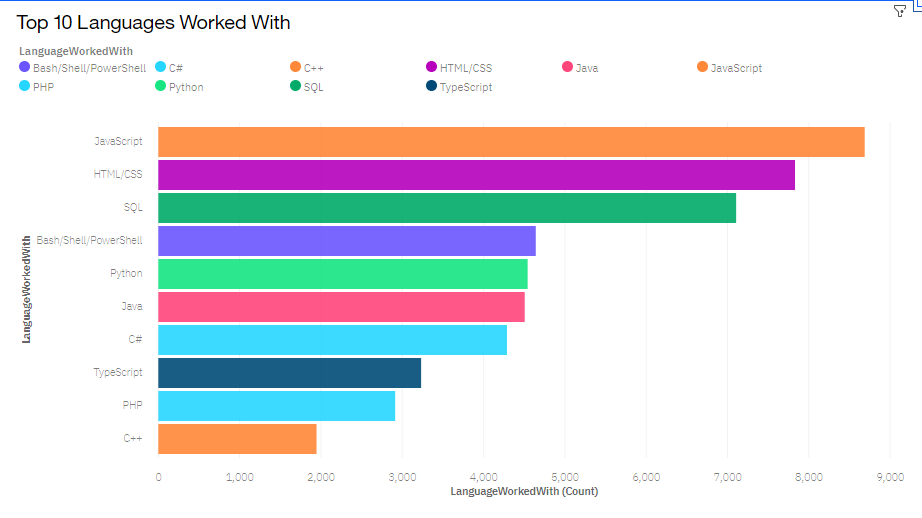 Top 10 Languages Worked With
LanguageWorkedWith
Bash/Shell/PowerShell C# C++ HTML/CSS Java JavaScript
PHP Python SQL TypeScript
LanguageWorkedWith
JavaScript
HTML/CSS
SQL
Bash/Shell/PowerShell
Python
Java
C#
TypeScript
PHP
C++
0 1,000 2,000 3,000 4,000 5,000 6,000 7,000 8,000 9,000
LanguageWorkedWith (Count)